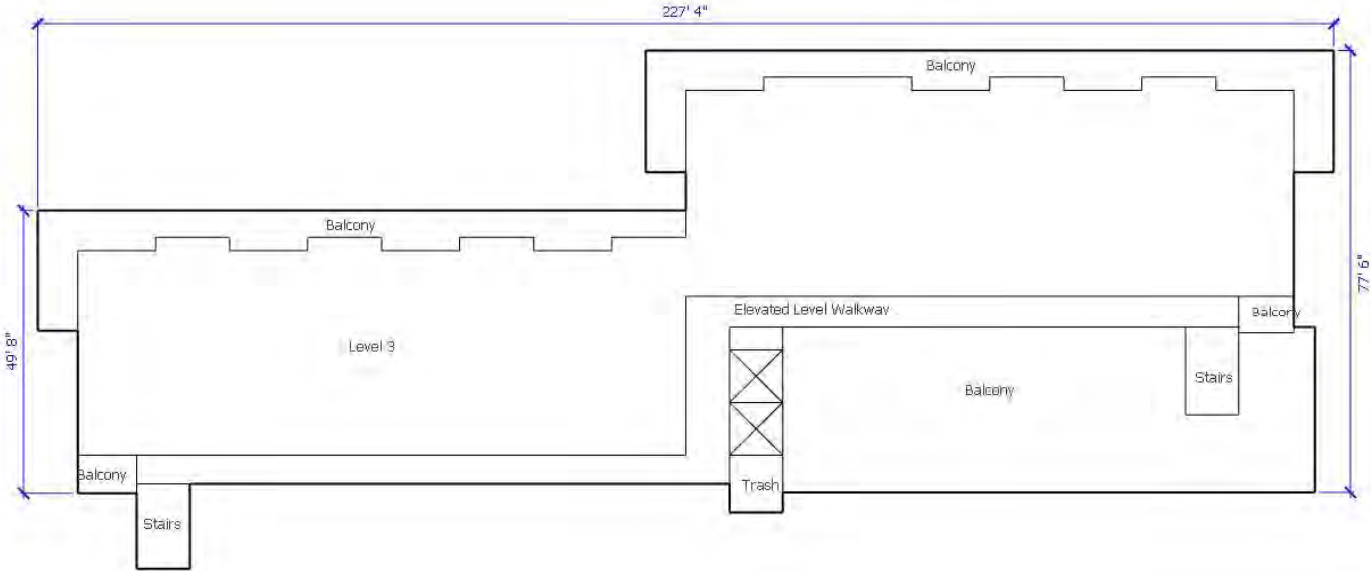 227' 4"
Balcony
Balcony
49' 8"
77' 6"
Elevated Level Walkway
Balcony
Level 3
Stairs
Balcony
Balcony
Trash
Stairs